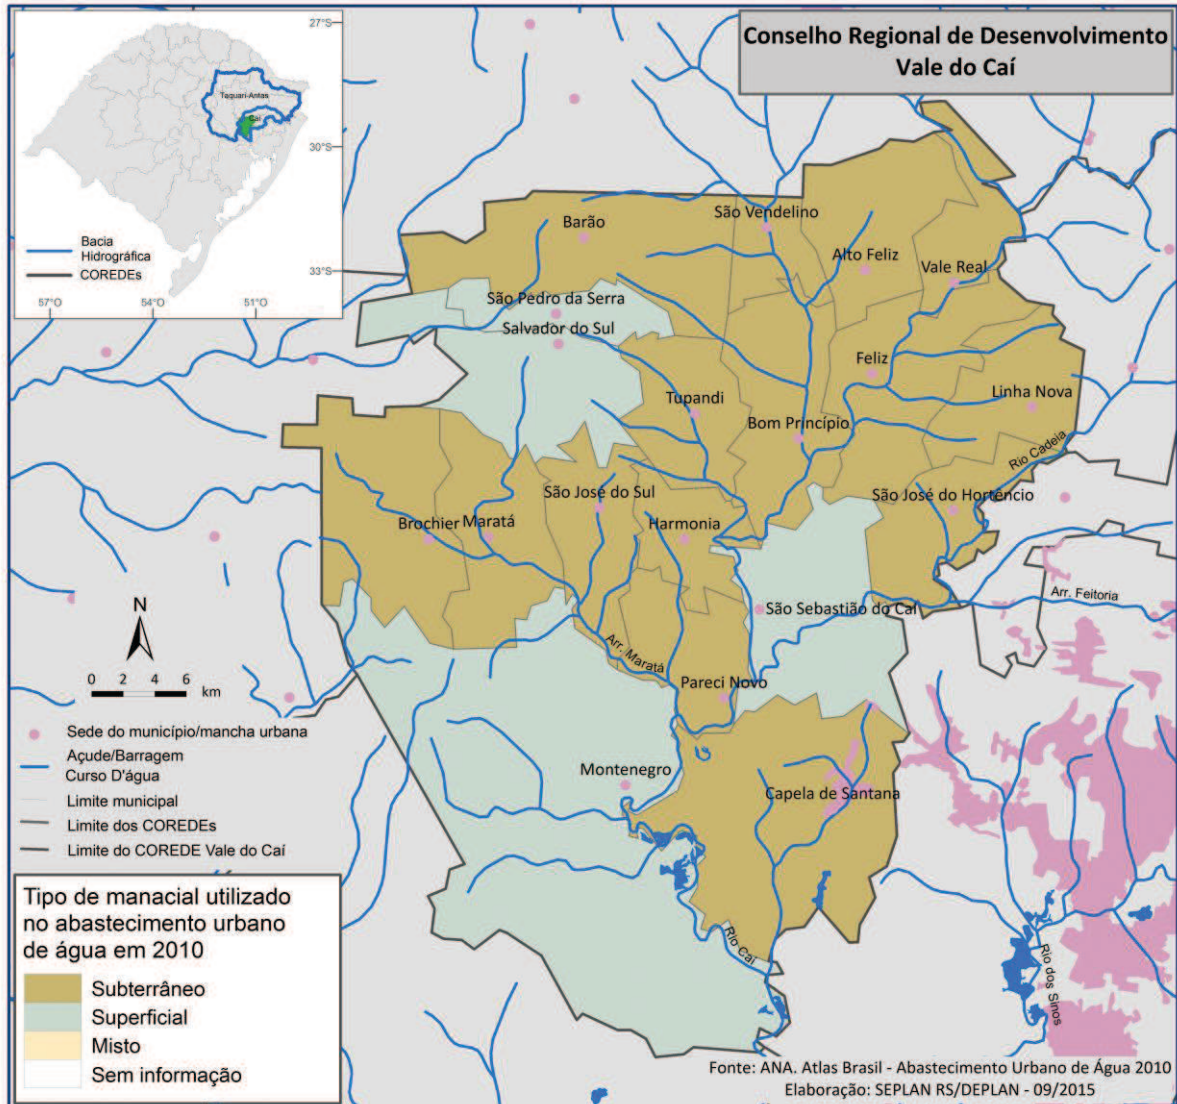 Conselho Regional de Desenvolvimento
Vale do Caí
27°S
30°S
33°S
57°O
54°O
51°O
Taquari-Antas
Caí
Bacia
Hidrográfica
COREDEs
Barão
São Vendelino
Alto Feliz
Vale Real
São Pedro da Serra
Salvador do Sul
Feliz
Linha Nova
Tupandi
Bom Princípio
Rio Cadeia
São José do Sul
São José do Hortêncio
Brochier
Maratá
Harmonia
Arr. Feitoria
São Sebastião do Caí
Arr. Maratá
Pareci Novo
Montenegro
Capela de Santana
Rio Caí
Rio dos Sinos
N
0 2 4 6
km
Sede do município/mancha urbana
Açude/Barragem
Curso D'água
Limite municipal
Limite dos COREDEs
Limite do COREDE Vale do Caí
Tipo de manacial utilizado
no abastecimento urbano
de água em 2010
Subterrâneo
Superficial
Misto
Sem informação
Fonte: ANA. Atlas Brasil - Abastecimento Urbano de Água 2010
Elaboração: SEPLAN RS/DEPLAN - 09/2015